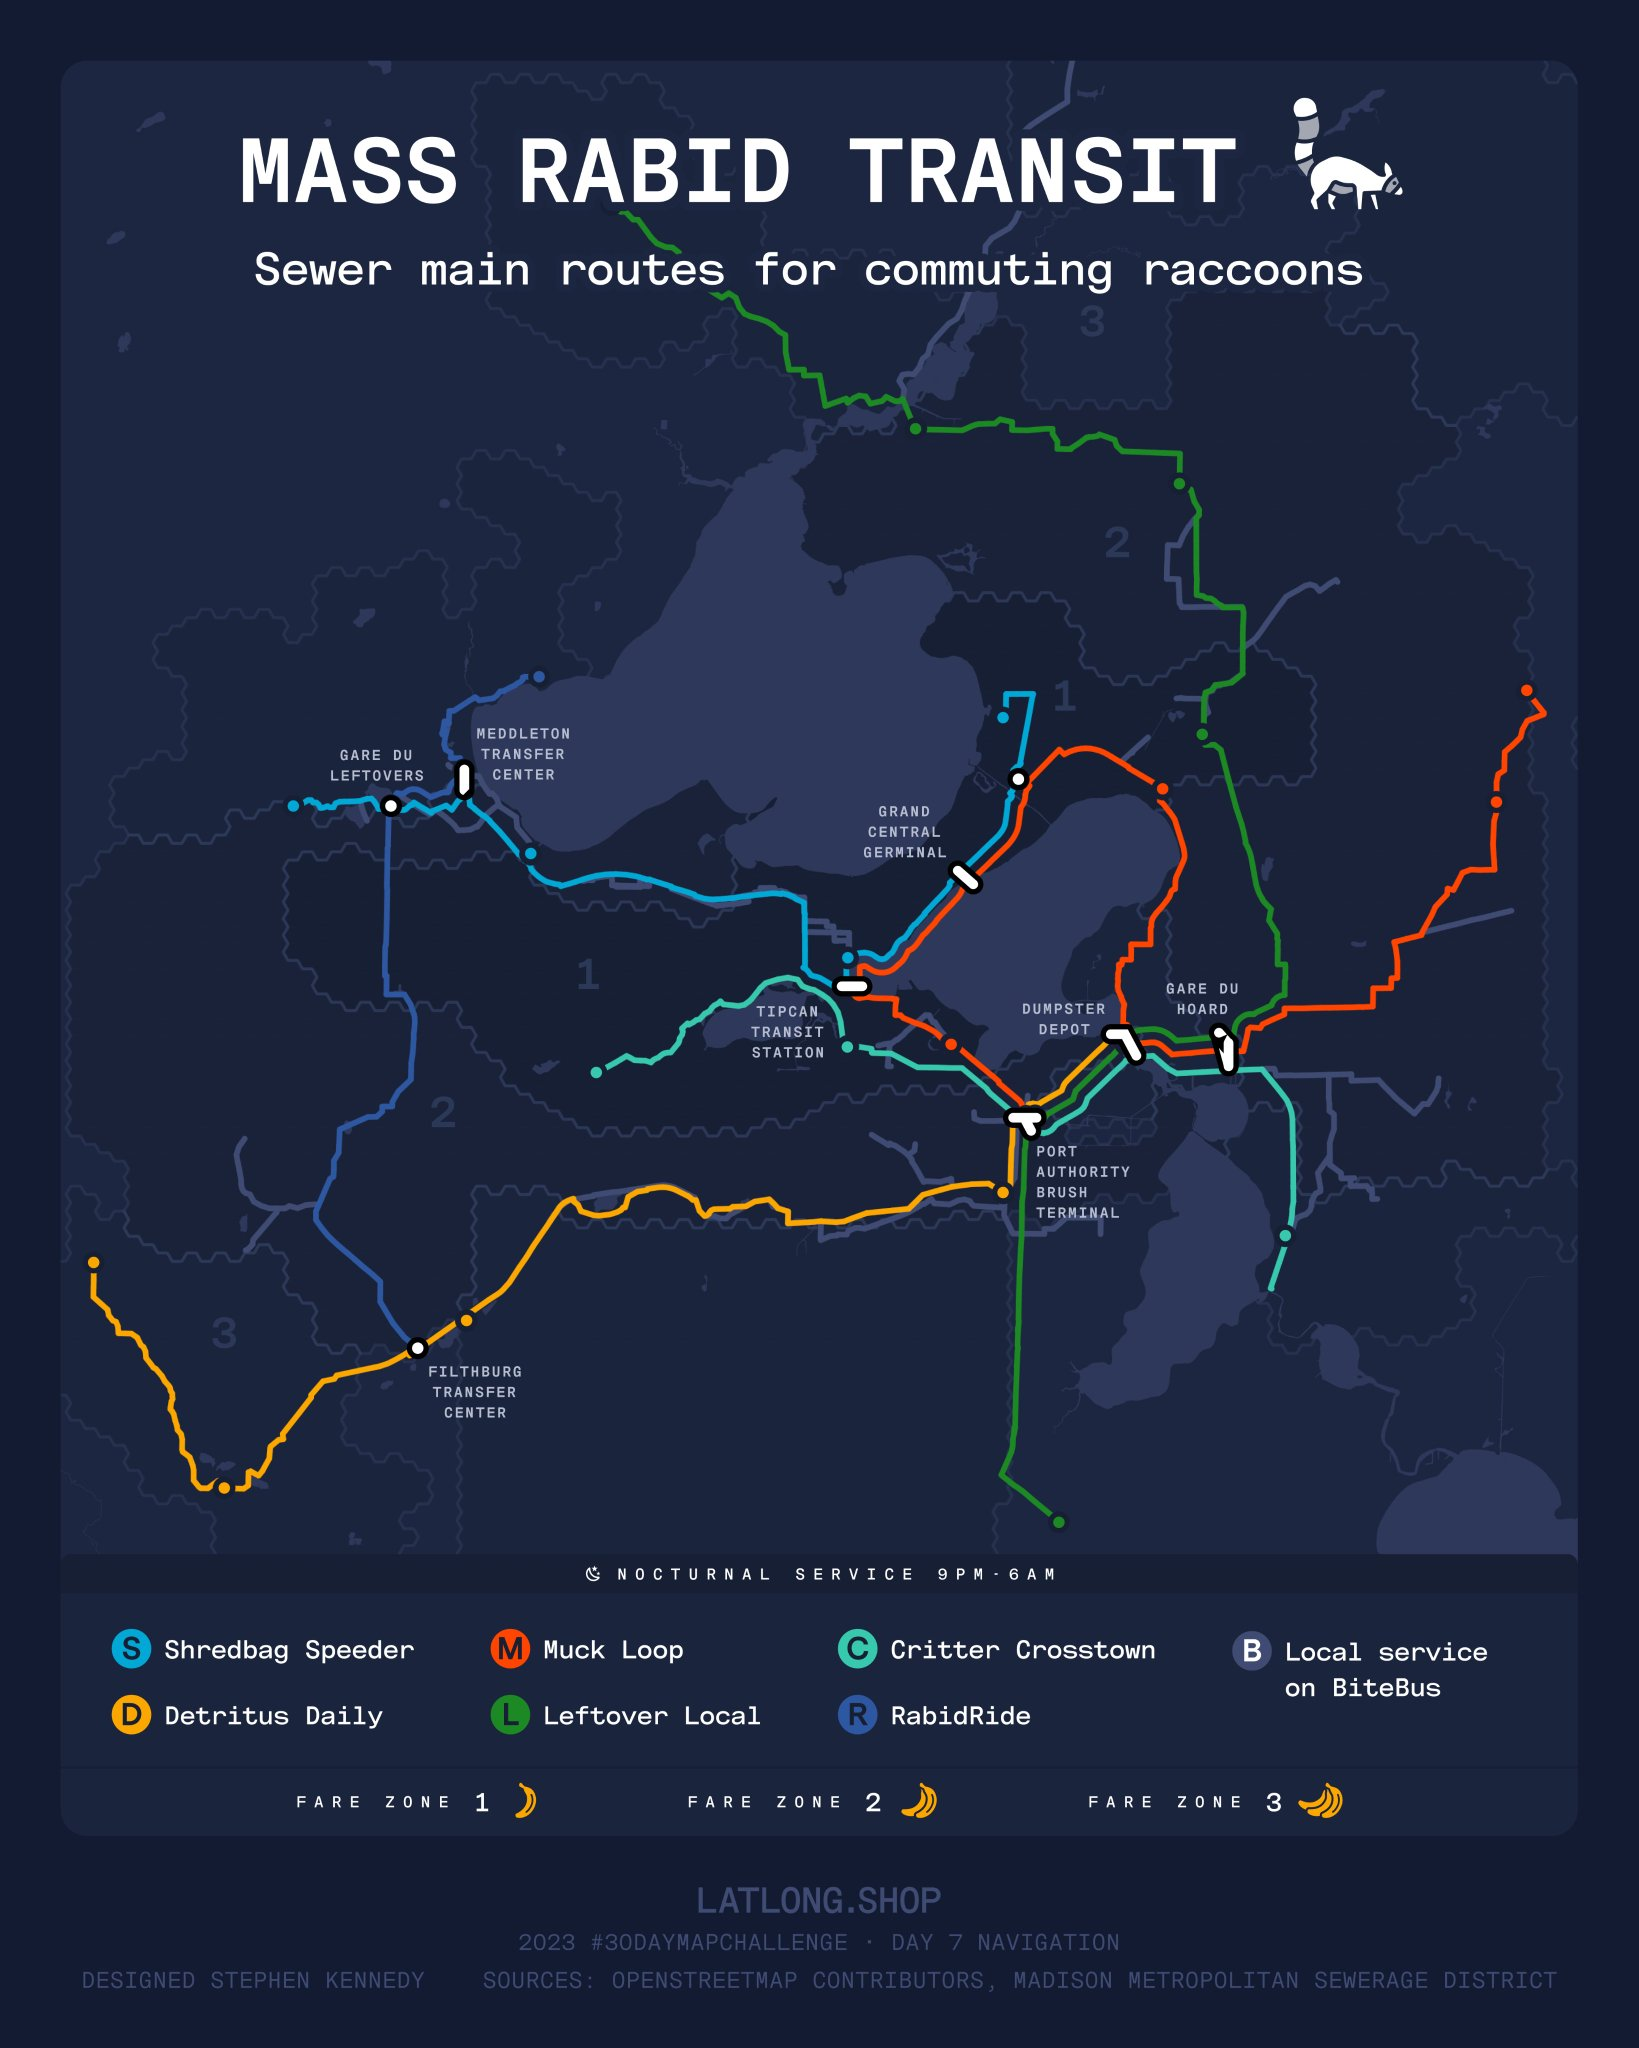 MASS RABID TRANSIT
Sewer main routes for commuting raccoons
3
2
1
MEDDLETON
TRANSFER
CENTER
GARE DU
LEFTOVERS
GRAND
CENTRAL
GERMINAL
1
TIPCAN
TRANSIT
STATION
DUMPSTER
DEPOT
GARE DU
HOARD
2
PORT
AUTHORITY
BRUSH
TERMINAL
3
FILTHBURG
TRANSFER
CENTER
NOCTURNAL SERVICE 9PM-6AM
S Shredbag Speeder
M Muck Loop
C Critter Crosstown
B Local service
on BiteBus
D Detritus Daily
L Leftover Local
R RabidRide
FARE ZONE 1
FARE ZONE 2
FARE ZONE 3
LATLONG.SHOP
2023 #30DAYMAPCHALLENGE · DAY 7 NAVIGATION
DESIGNED STEPHEN KENNEDY
SOURCES: OPENSTREETMAP CONTRIBUTORS, MADISON METROPOLITAN SEWERAGE DISTRICT